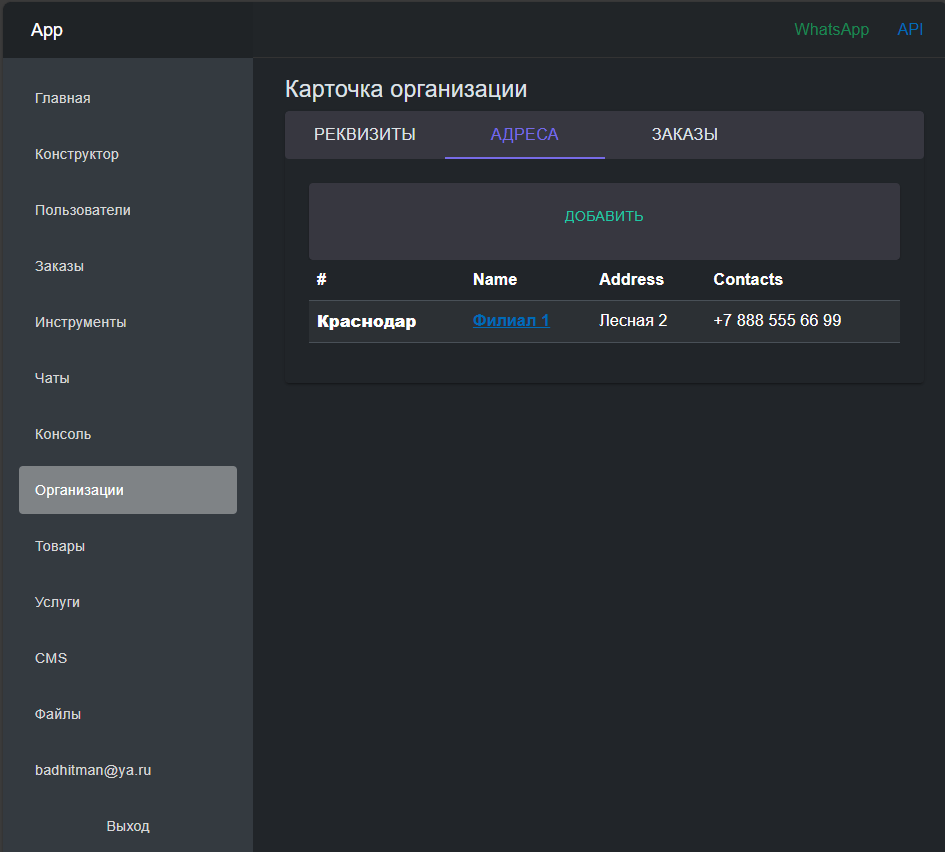 App
WhatsApp API
Главная
Конструктор
Пользователи
Заказы
Инструменты
Чаты
Консоль
Организации
Товары
Услуги
CMS
Файлы
badhitman@ya.ru
Выход
Карточка организации
РЕКВИЗИТЫ АДРЕСА ЗАКАЗЫ
ДОБАВИТЬ
# Name Address Contacts
Краснодар Филиал 1 Лесная 2 +7 888 555 66 99